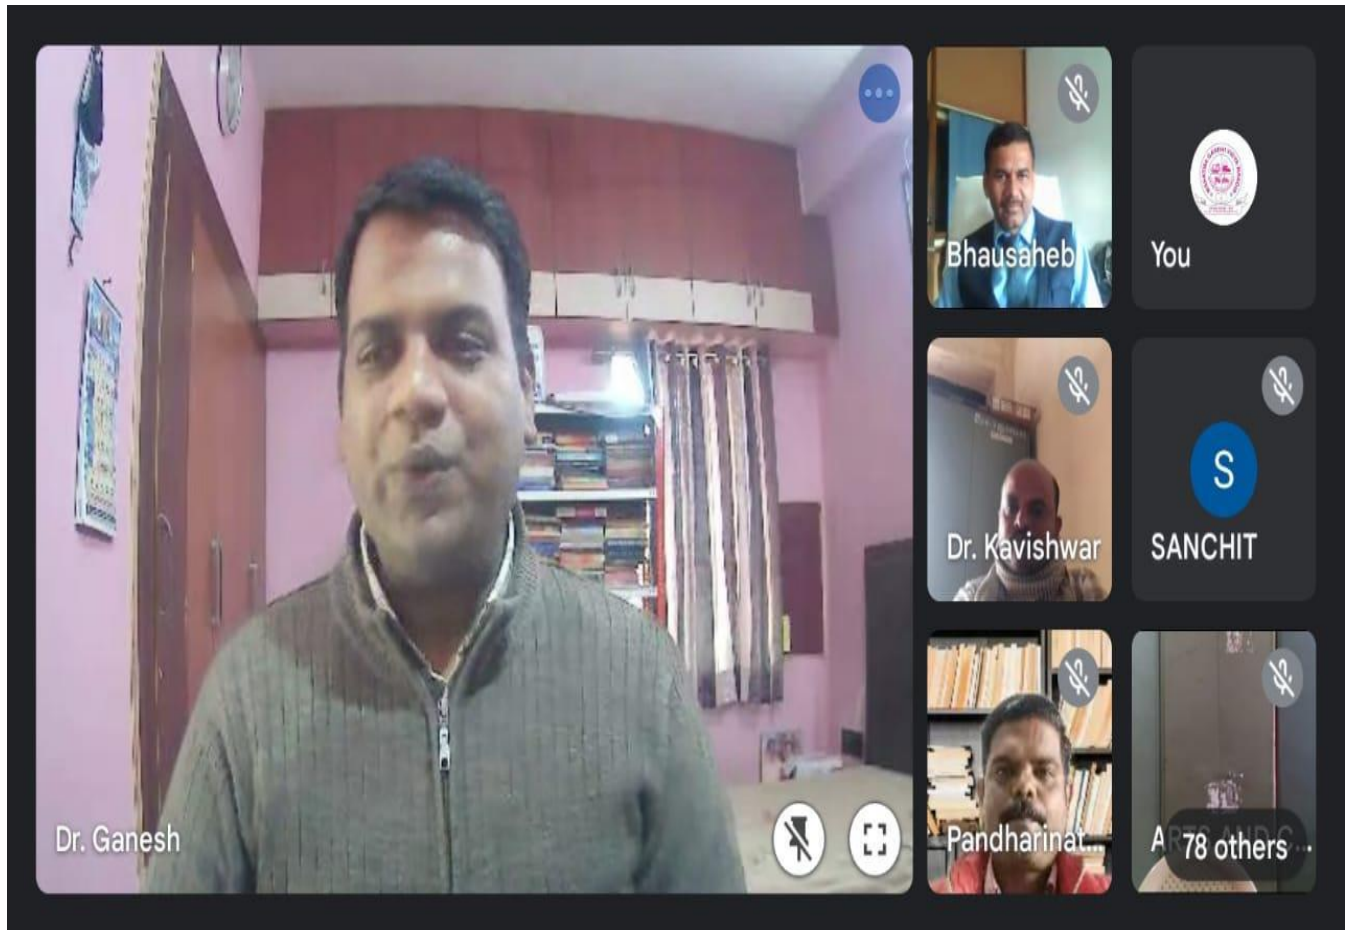 Bhausaheb
You
Dr. Kavishwar
S
SANCHIT
Dr. Ganesh
Pandharinat...
78 others